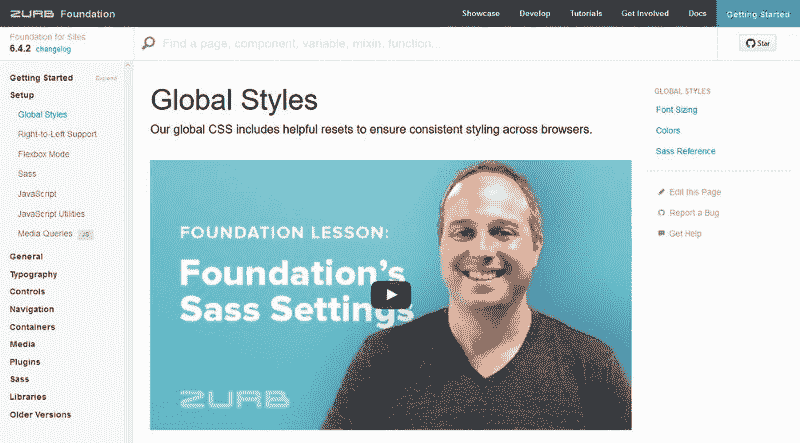 ZURB Foundation
Showcase Develop Tutorials Get Involved Docs Getting Started
Foundation for Sites
6.4.2 changelog
Find a page, component, variable, mixin, function...
Star
Getting Started Expand
Setup
Global Styles
Right-to-Left Support
Flexbox Mode
Sass
JavaScript
JavaScript Utilities
Media Queries JS
General
Typography
Controls
Navigation
Containers
Media
Plugins
Sass
Libraries
Older Versions
Global Styles
Our global CSS includes helpful resets to ensure consistent styling across browsers.
FOUNDATION LESSON:
Foundation's
Sass Settings
ZURB
GLOBAL STYLES
Font Sizing
Colors
Sass Reference
Edit this Page
Report a Bug
Get Help